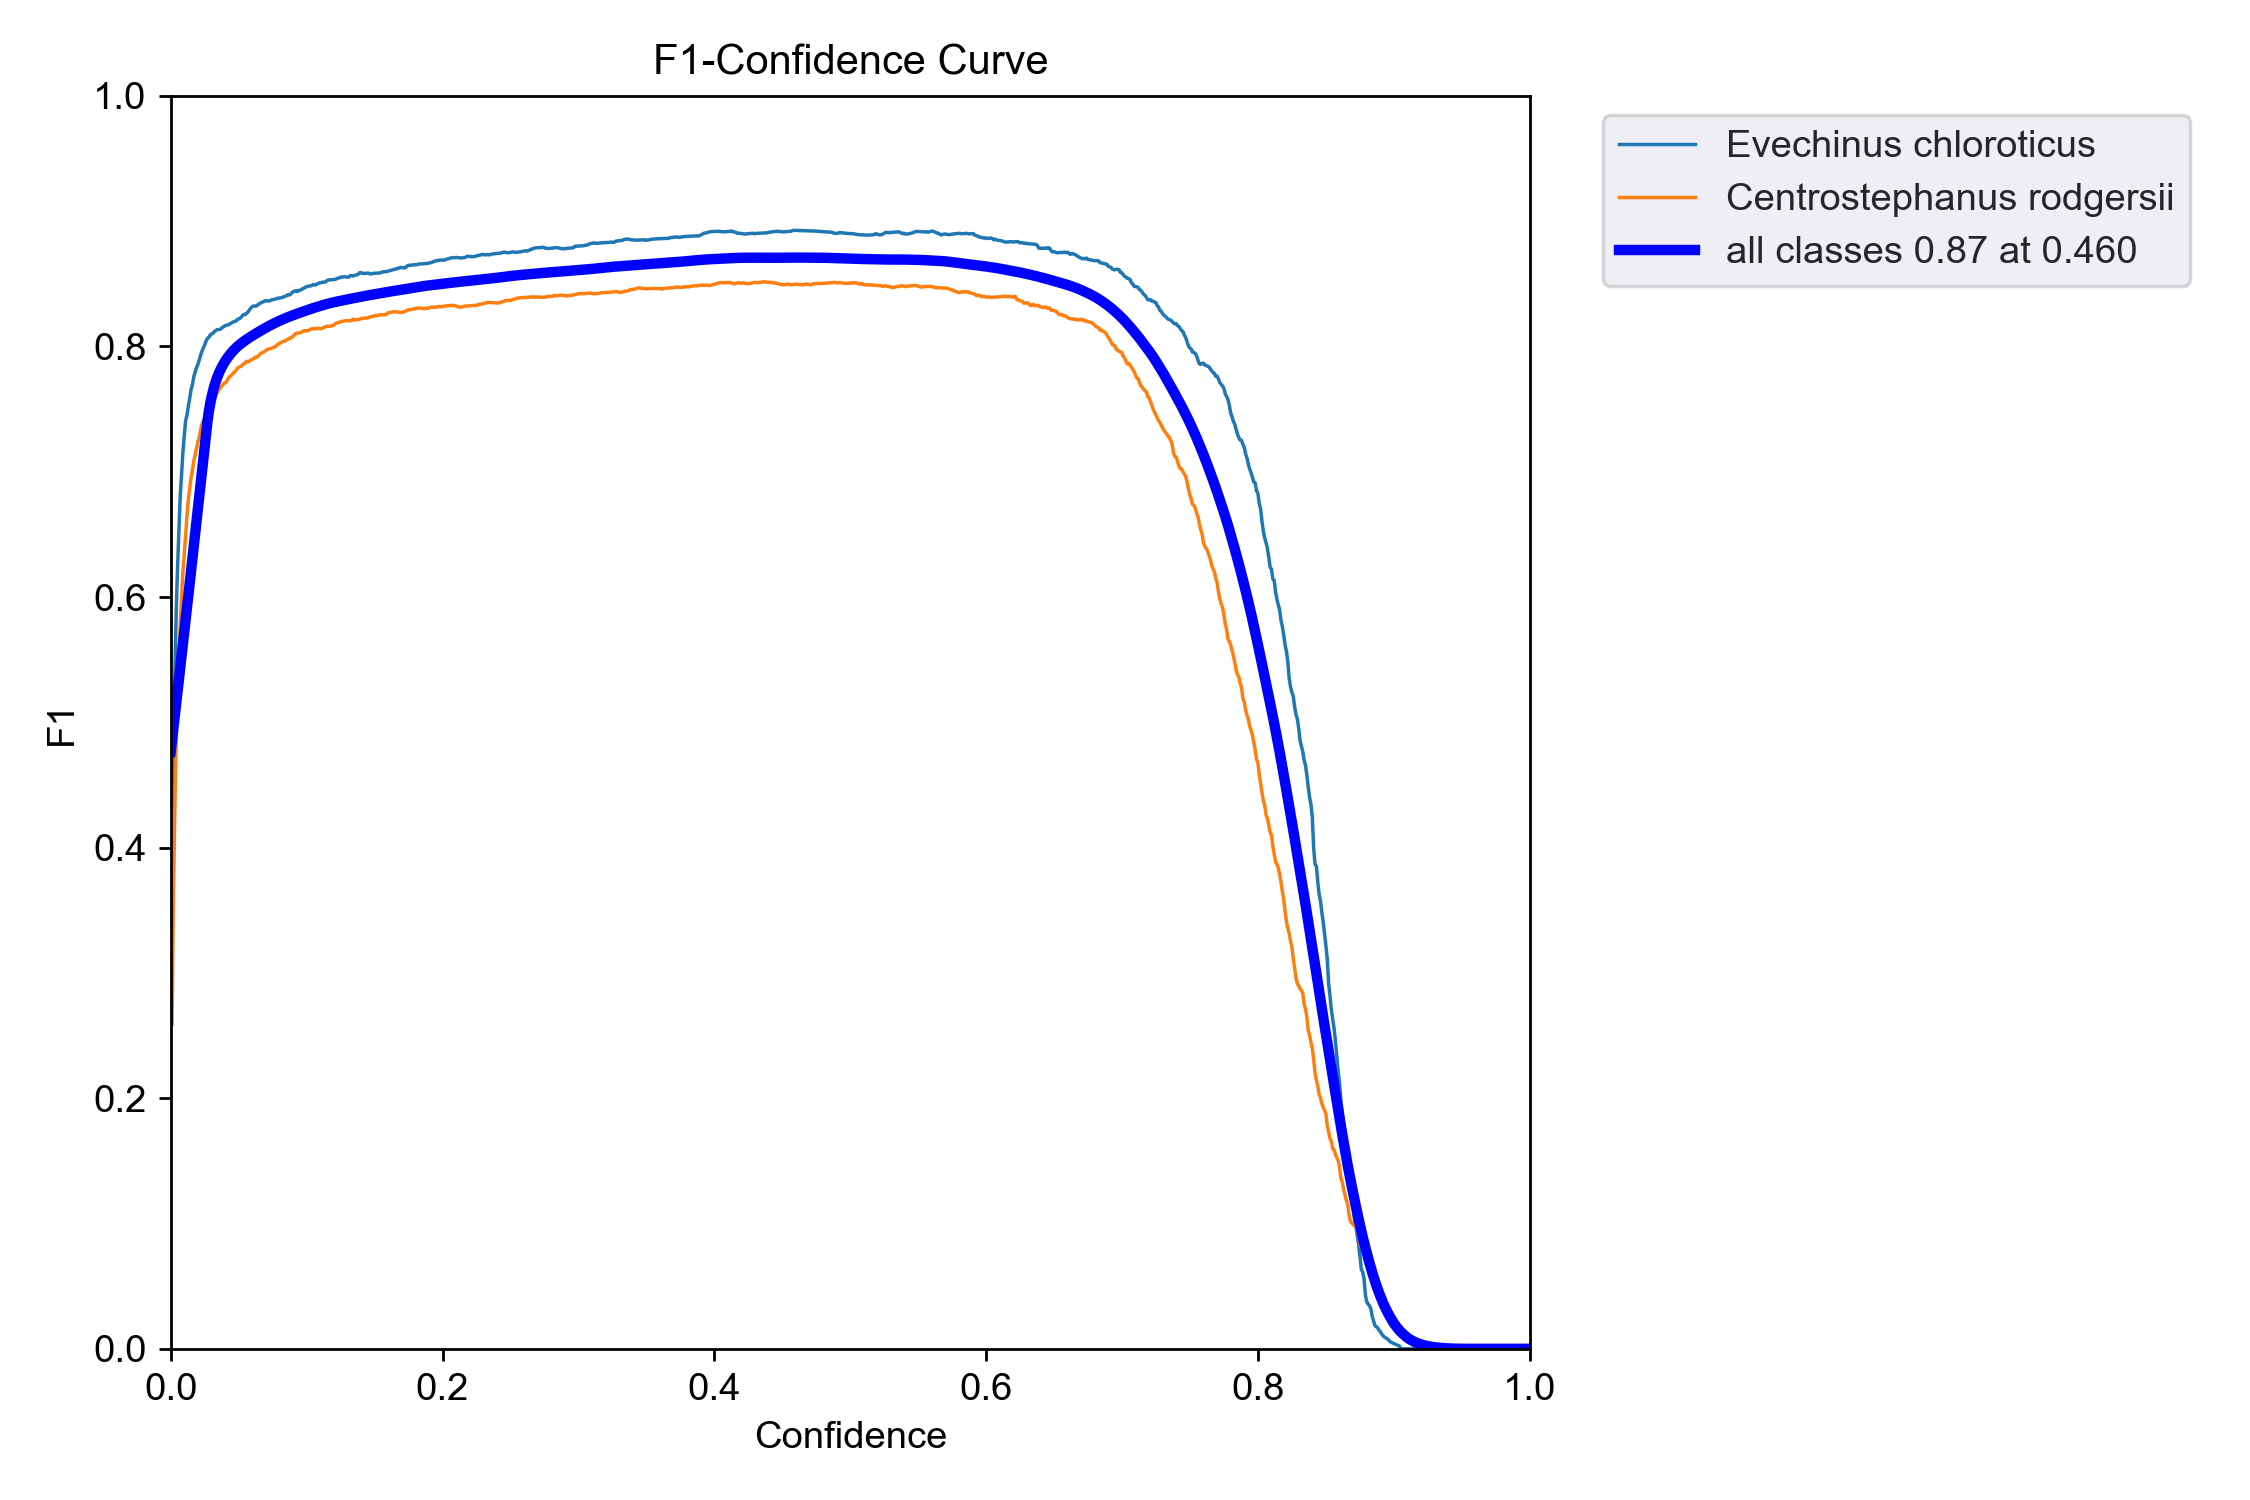 F1-Confidence Curve
1.0
0.8
0.6
0.4
0.2
0.0
F1
0.0 0.2 0.4 0.6 0.8 1.0
Confidence
Evechinus chloroticus
Centrostephanus rodgersii
all classes 0.87 at 0.460